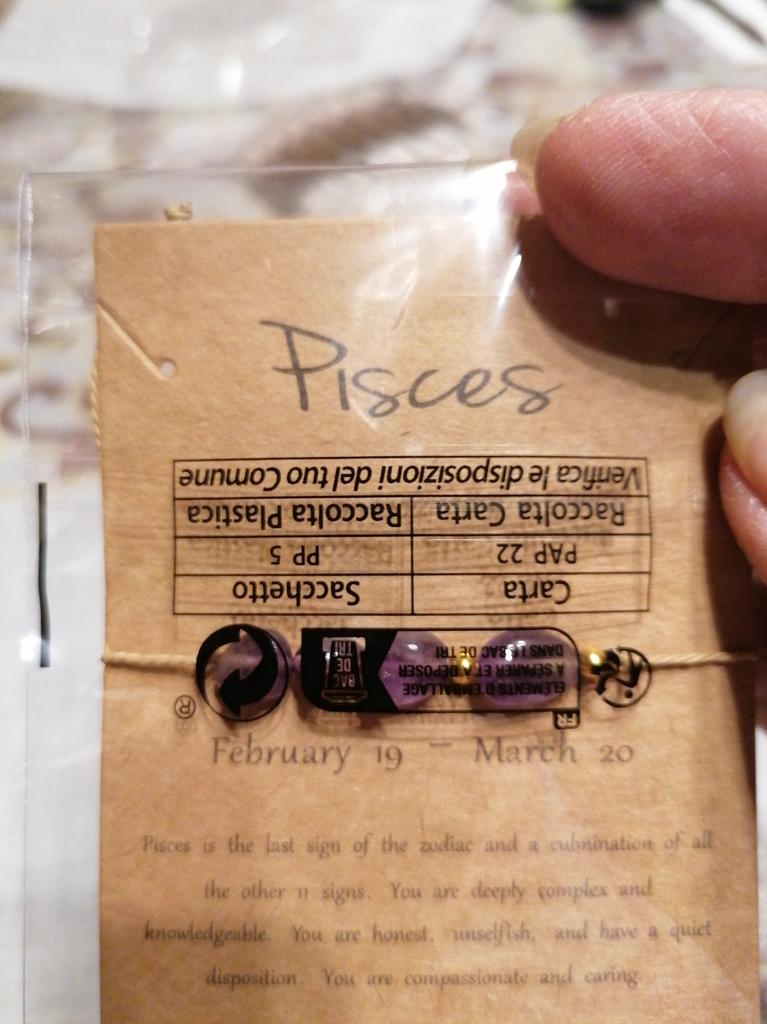 Pisces
Verifica le disposizioni del tuo Comune
Raccolta Carta Raccolta Plastica
PAP 22 PP 5
Carta Sacchetto
ÉLÉMENTS D'EMBALLAGE
À SÉPARER ET À DÉPOSER
DANS LE BAC DE TRI
BAC
DE
TRI
FR
®
February 19 - March 20
Pisces is the last sign of the zodiac and a culmination of all
the other 11 signs. You are deeply complex and
knowledgeable. You are honest, unselfish, and have a quiet
disposition. You are compassionate and caring.